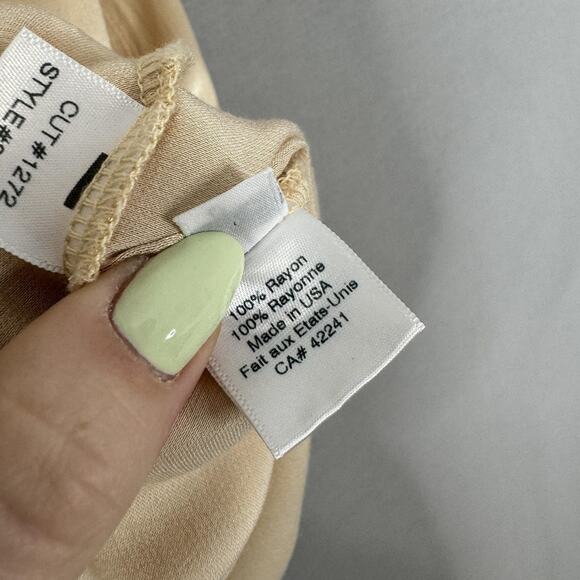 CUT#1272
STYLE#
100% Rayon
100% Rayonne
Made in USA
Fait aux Etats-Unis
CA# 42241